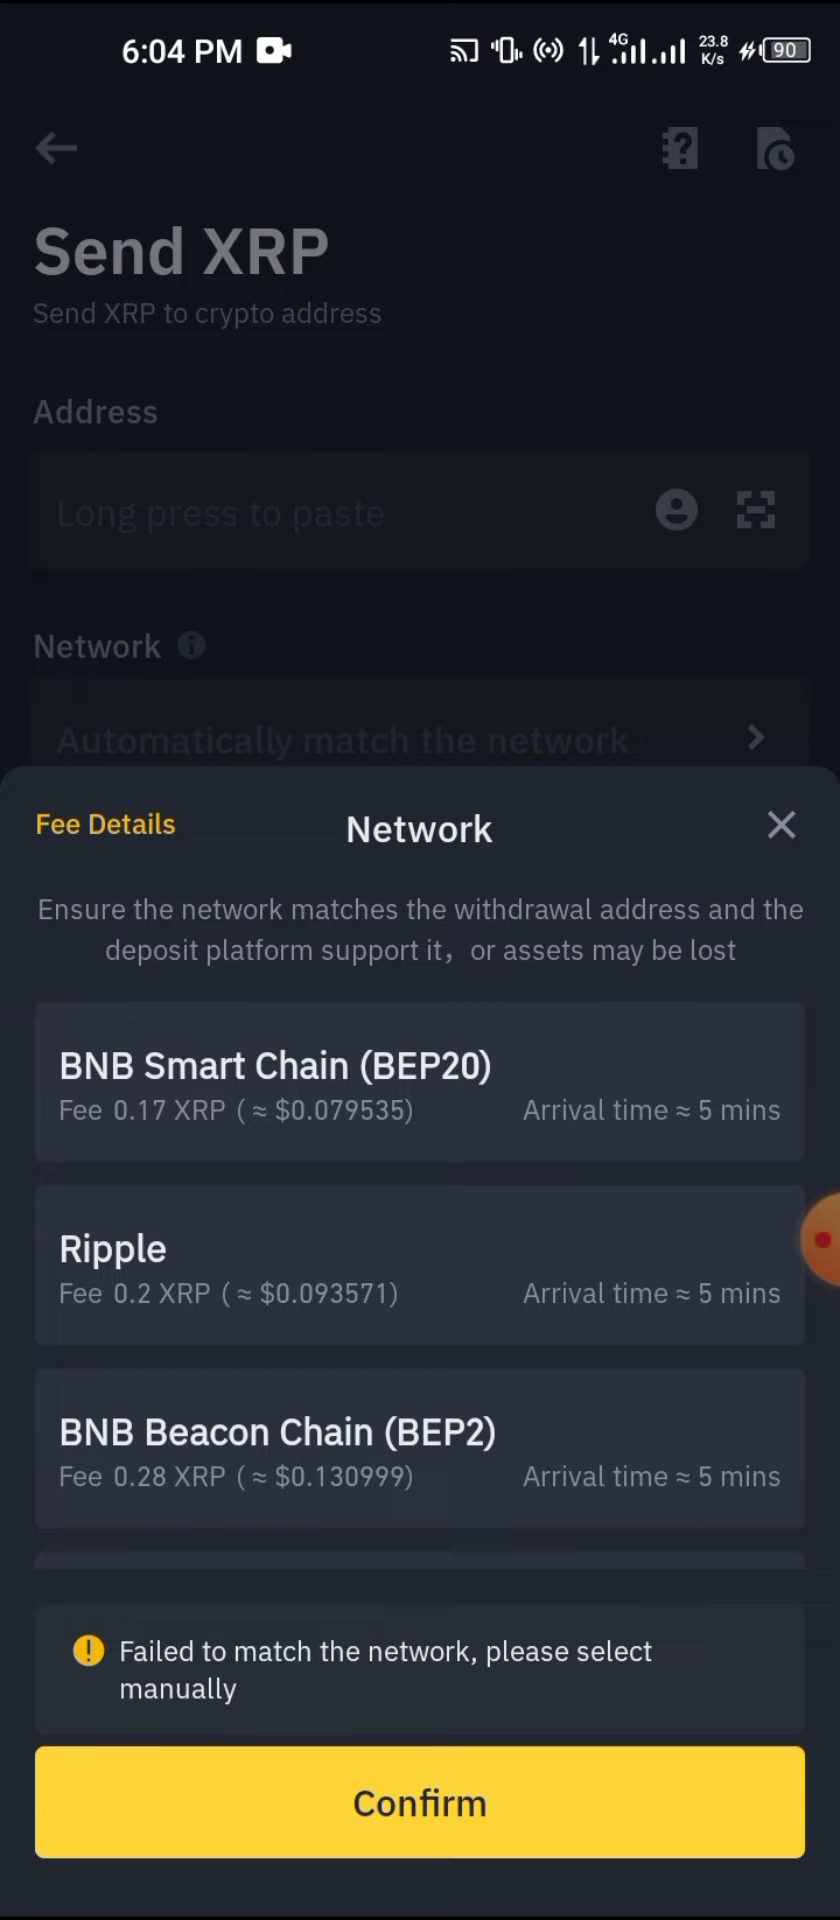 6:04 PM
4G
23.8
K/s
90
Send XRP
Send XRP to crypto address
Address
Long press to paste
Network
Automatically match the network
Fee Details
Network
Ensure the network matches the withdrawal address and the
deposit platform support it, or assets may be lost
BNB Smart Chain (BEP20)
Fee 0.17 XRP (≈ $0.079535)
Arrival time ≈ 5 mins
Ripple
Fee 0.2 XRP (≈ $0.093571)
Arrival time ≈ 5 mins
BNB Beacon Chain (BEP2)
Fee 0.28 XRP (≈ $0.130999)
Arrival time ≈ 5 mins
Failed to match the network, please select
manually
Confirm